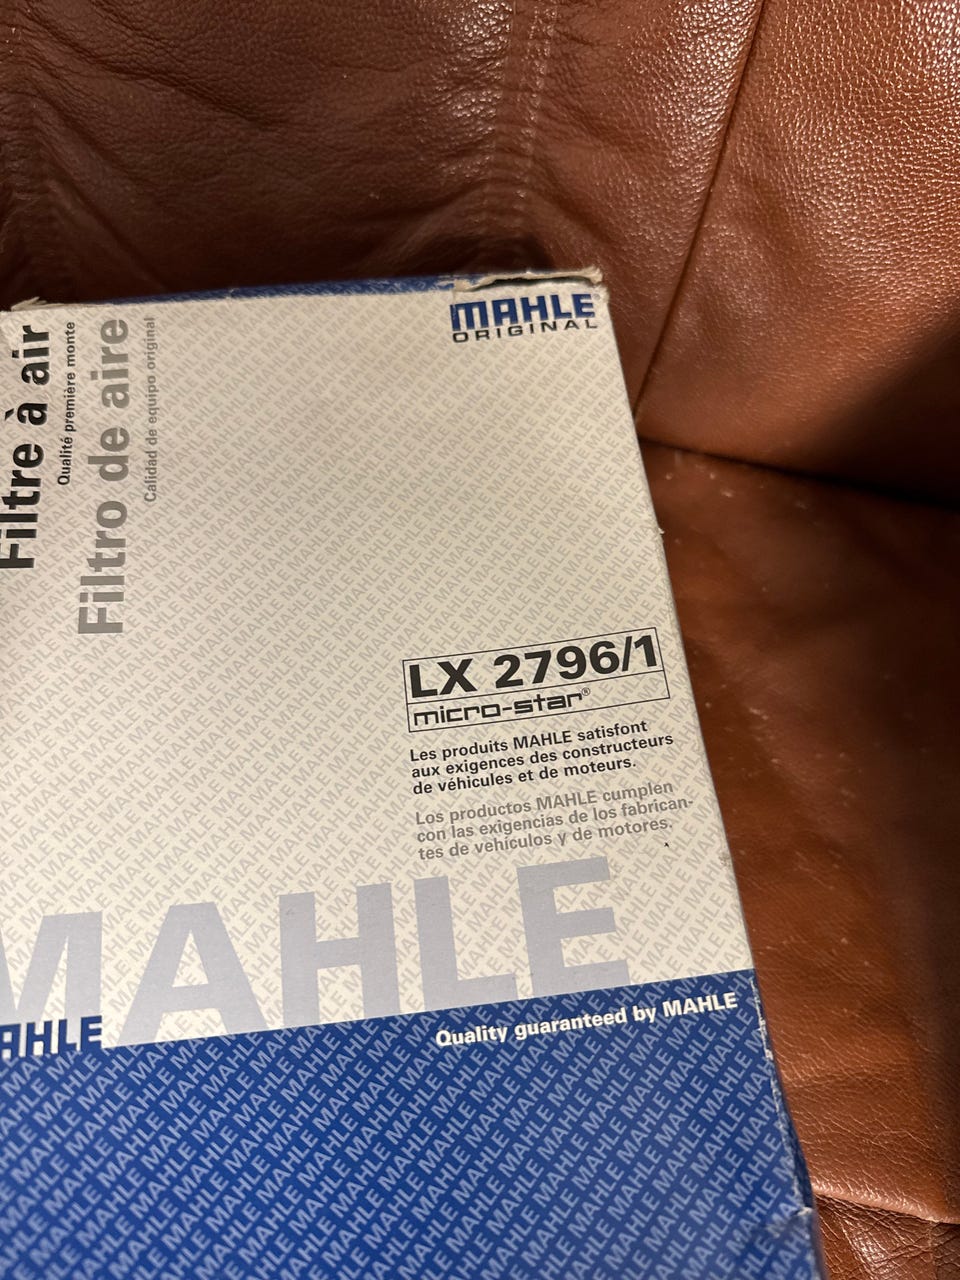 MAHLE®
ORIGINAL
Filtre à air
Qualité première monte
Filtro de aire
Calidad de equipo original
LX 2796/1
micro-star®
Les produits MAHLE satisfont
aux exigences des constructeurs
de véhicules et de moteurs.
Los productos MAHLE cumplen
con las exigencias de los fabrican-
tes de vehículos y de motores.
MAHLE
AHLE
Quality guaranteed by MAHLE